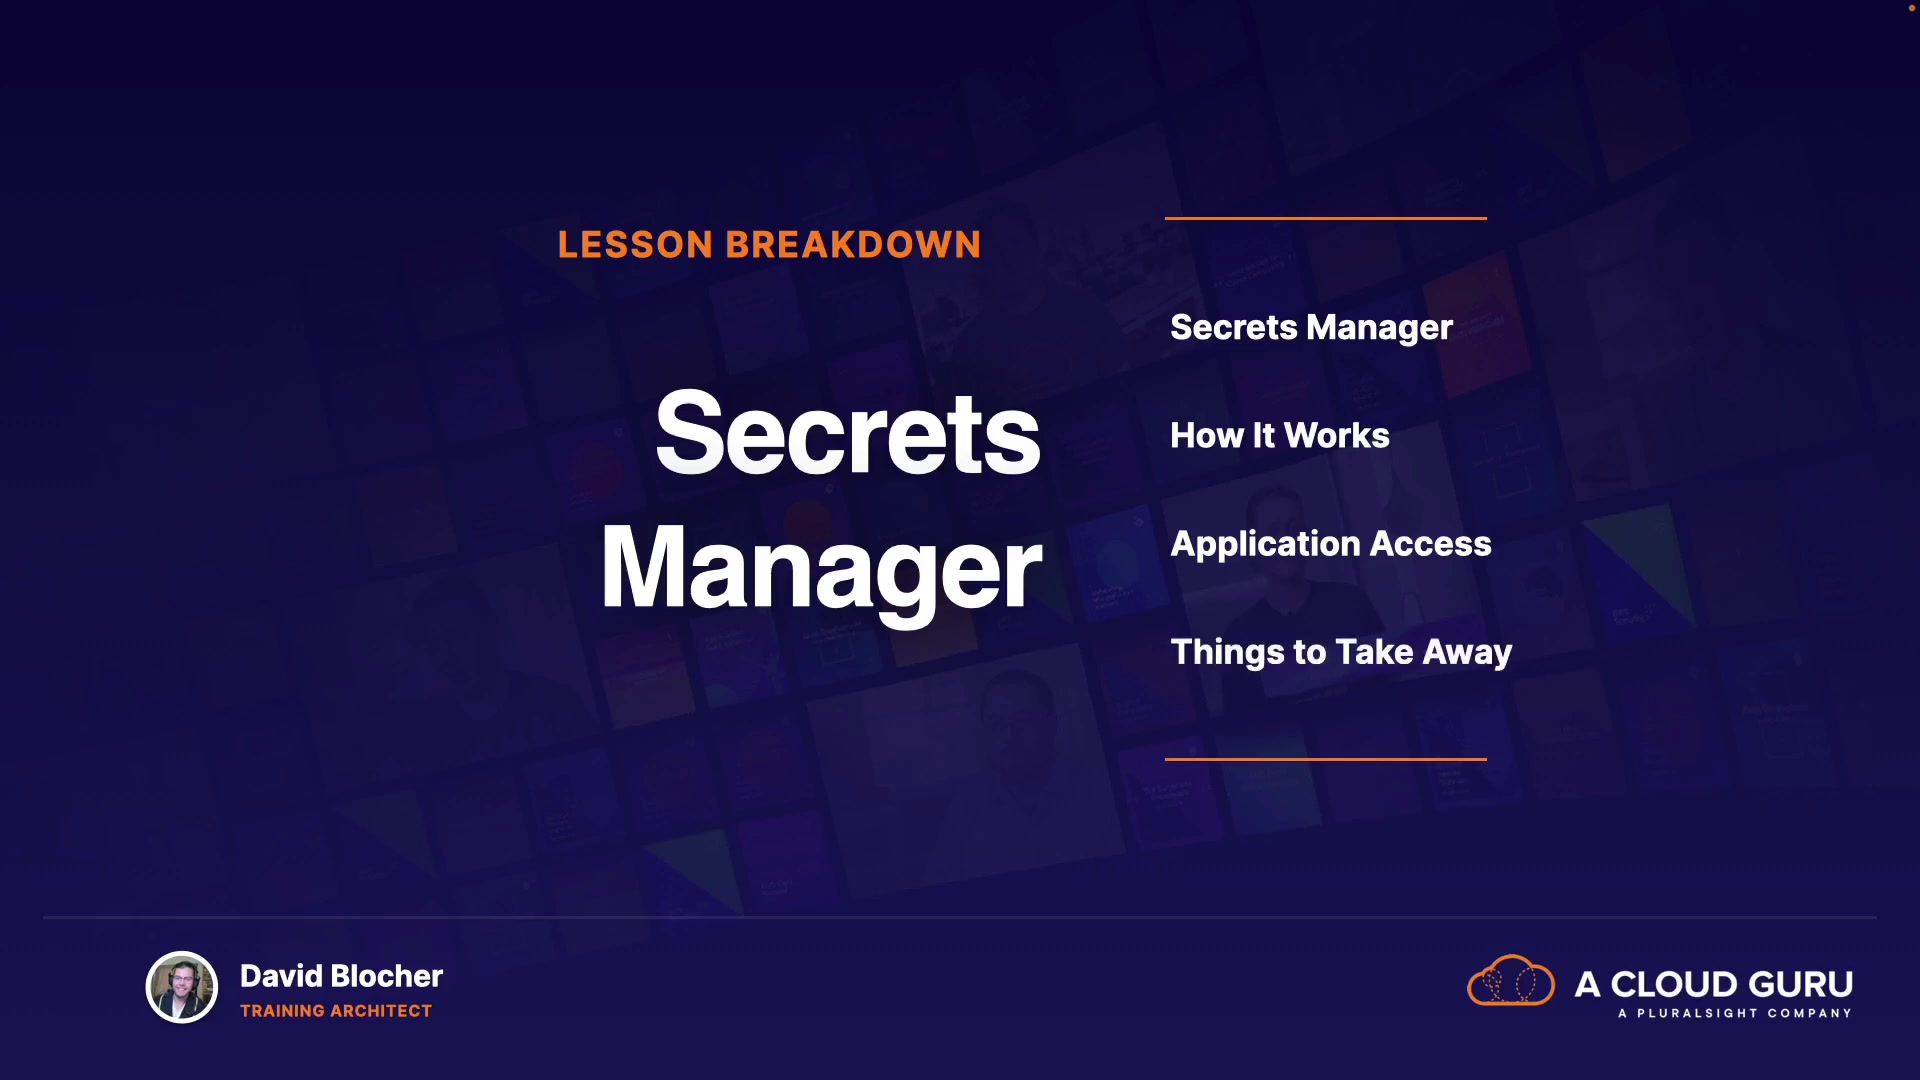 LESSON BREAKDOWN
Secrets
Manager
Secrets Manager
How It Works
Application Access
Things to Take Away
David Blocher
TRAINING ARCHITECT
A CLOUD GURU
A PLURALSIGHT COMPANY